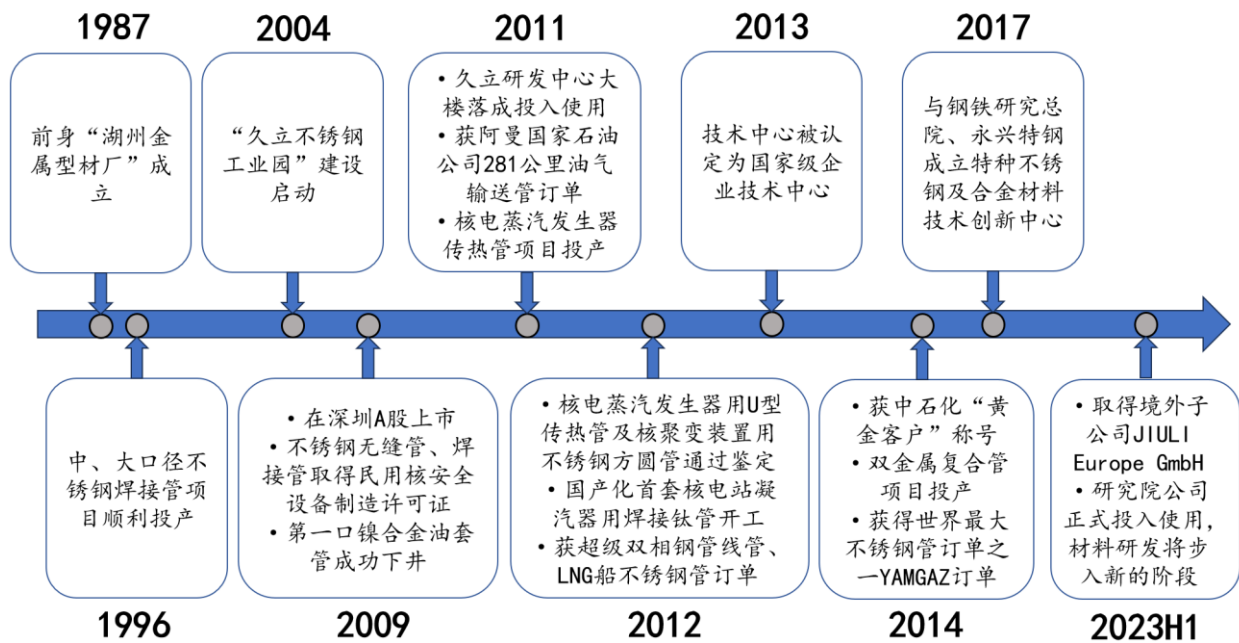 1987
2004
2011
2013
2017
前身“湖州金
属型材厂”成
立
“久立不锈钢
工业园”建设
启动
• 久立研发中心大
楼落成投入使用
• 获阿曼国家石油
公司281公里油气
输送管订单
• 核电蒸汽发生器
传热管项目投产
技术中心被认
定为国家级企
业技术中心
与钢铁研究总
院、永兴特钢
成立特种不锈
钢及合金材料
技术创新中心
中、大口径不
锈钢焊接管项
目顺利投产
• 在深圳A股上市
• 不锈钢无缝管、焊
接管取得民用核安全
设备制造许可证
• 第一口镍合金油套
管成功下井
• 核电蒸汽发生器用U型
传热管及核聚变装置用
不锈钢方圆管通过鉴定
• 国产化首套核电站凝
汽器用焊接钛管开工
• 获超级双相钢管线管、
LNG船不锈钢管订单
• 获中石化“黄
金客户”称号
• 双金属复合管
项目投产
• 获得世界最大
不锈钢管订单之
一YAMGAZ订单
• 取得境外子
公司JIULI
Europe GmbH
• 研究院公司
正式投入使用,
材料研发将步
入新的阶段
1996
2009
2012
2014
2023H1